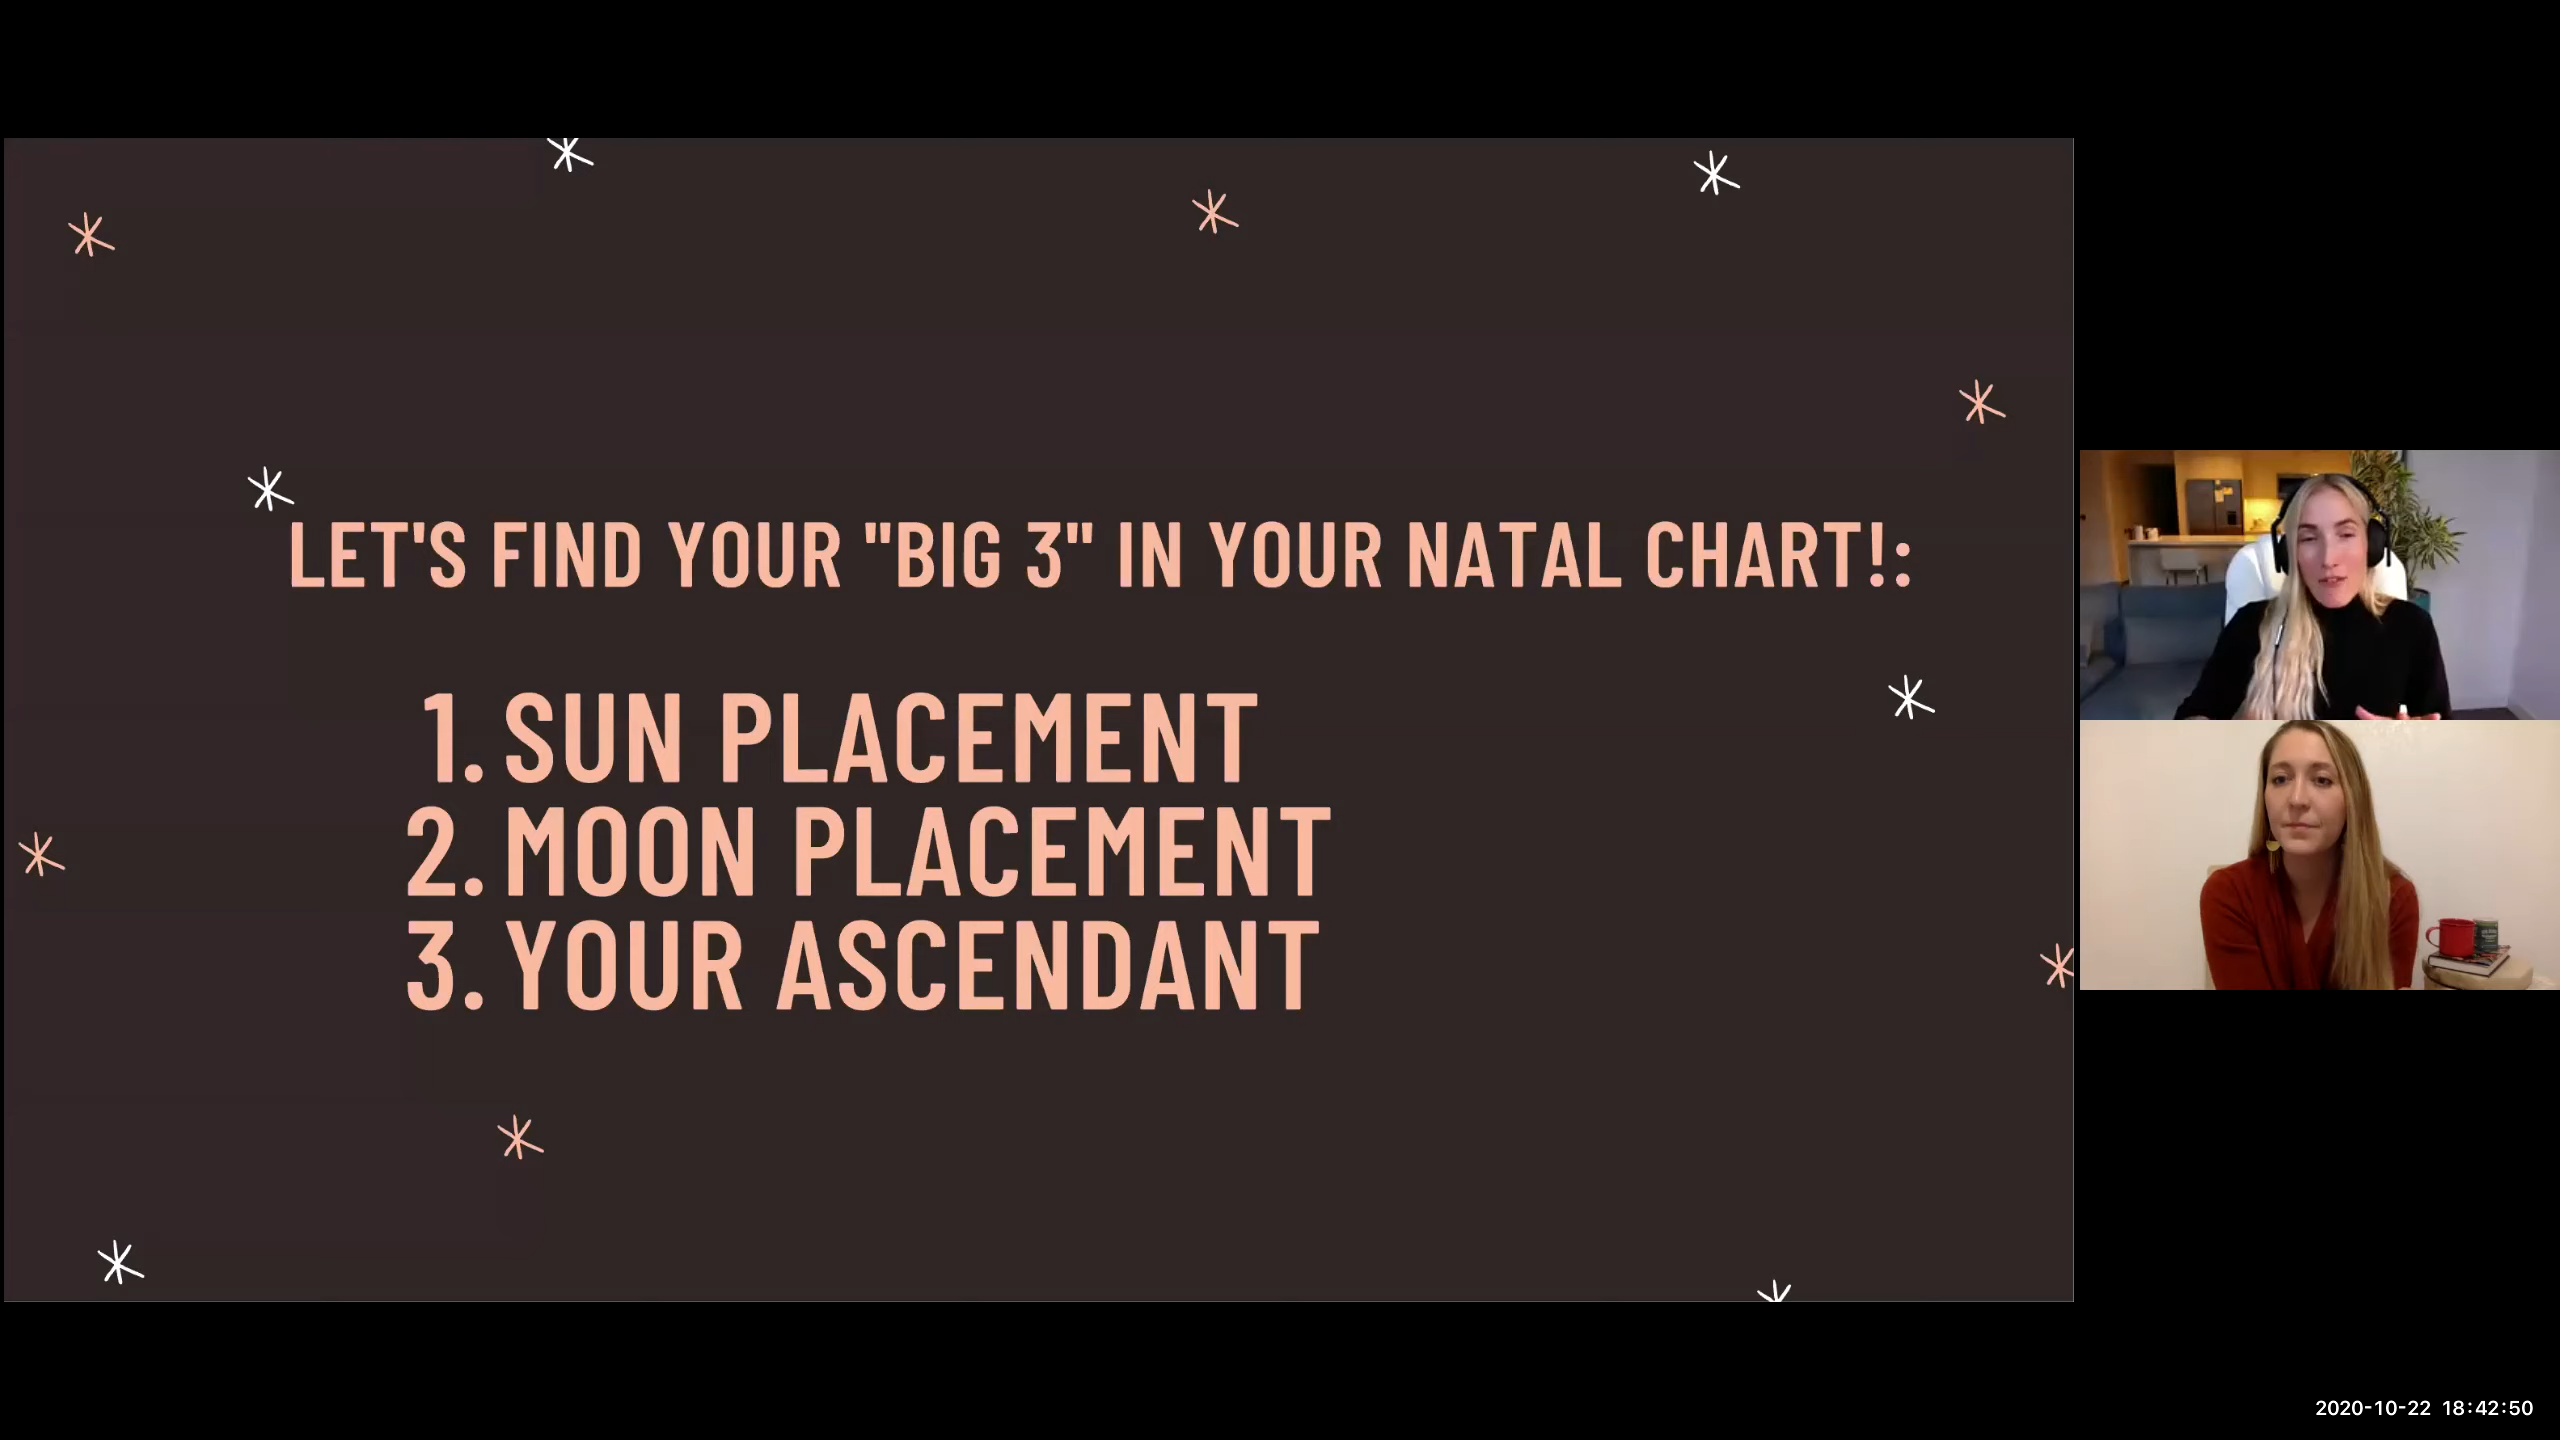 LET'S FIND YOUR "BIG 3" IN YOUR NATAL CHART!:
1. SUN PLACEMENT
2. MOON PLACEMENT
3. YOUR ASCENDANT
2020-10-22 18:42:50